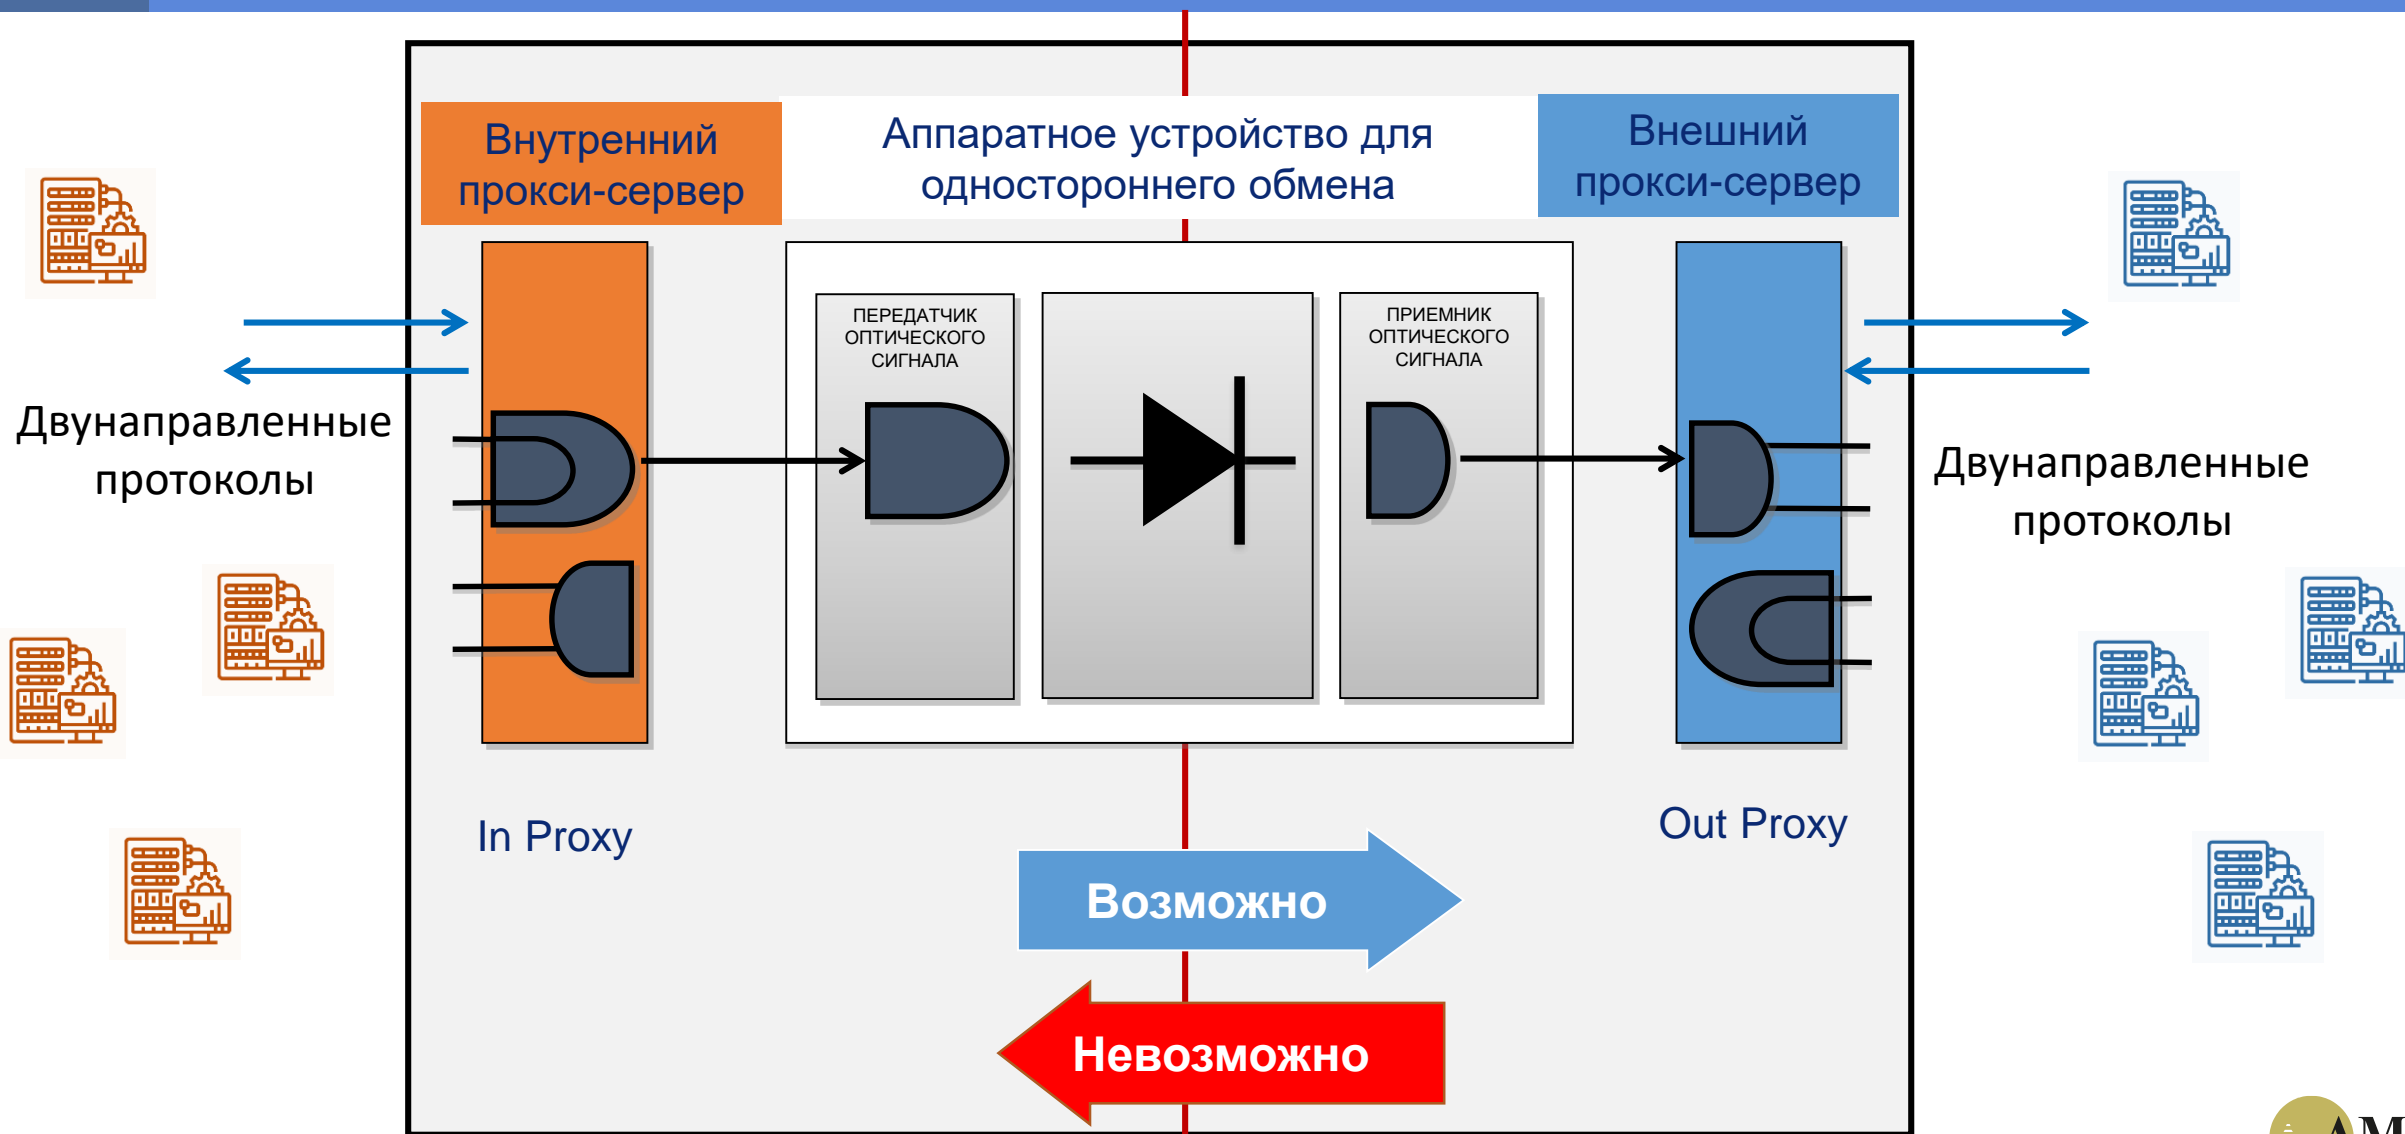 Внутренний
прокси-сервер
Аппаратное устройство для
одностороннего обмена
Внешний
прокси-сервер
ПЕРЕДАТЧИК
ОПТИЧЕСКОГО
СИГНАЛА
ПРИЕМНИК
ОПТИЧЕСКОГО
СИГНАЛА
Двунаправленные
протоколы
Двунаправленные
протоколы
In Proxy
Out Proxy
Возможно
Невозможно